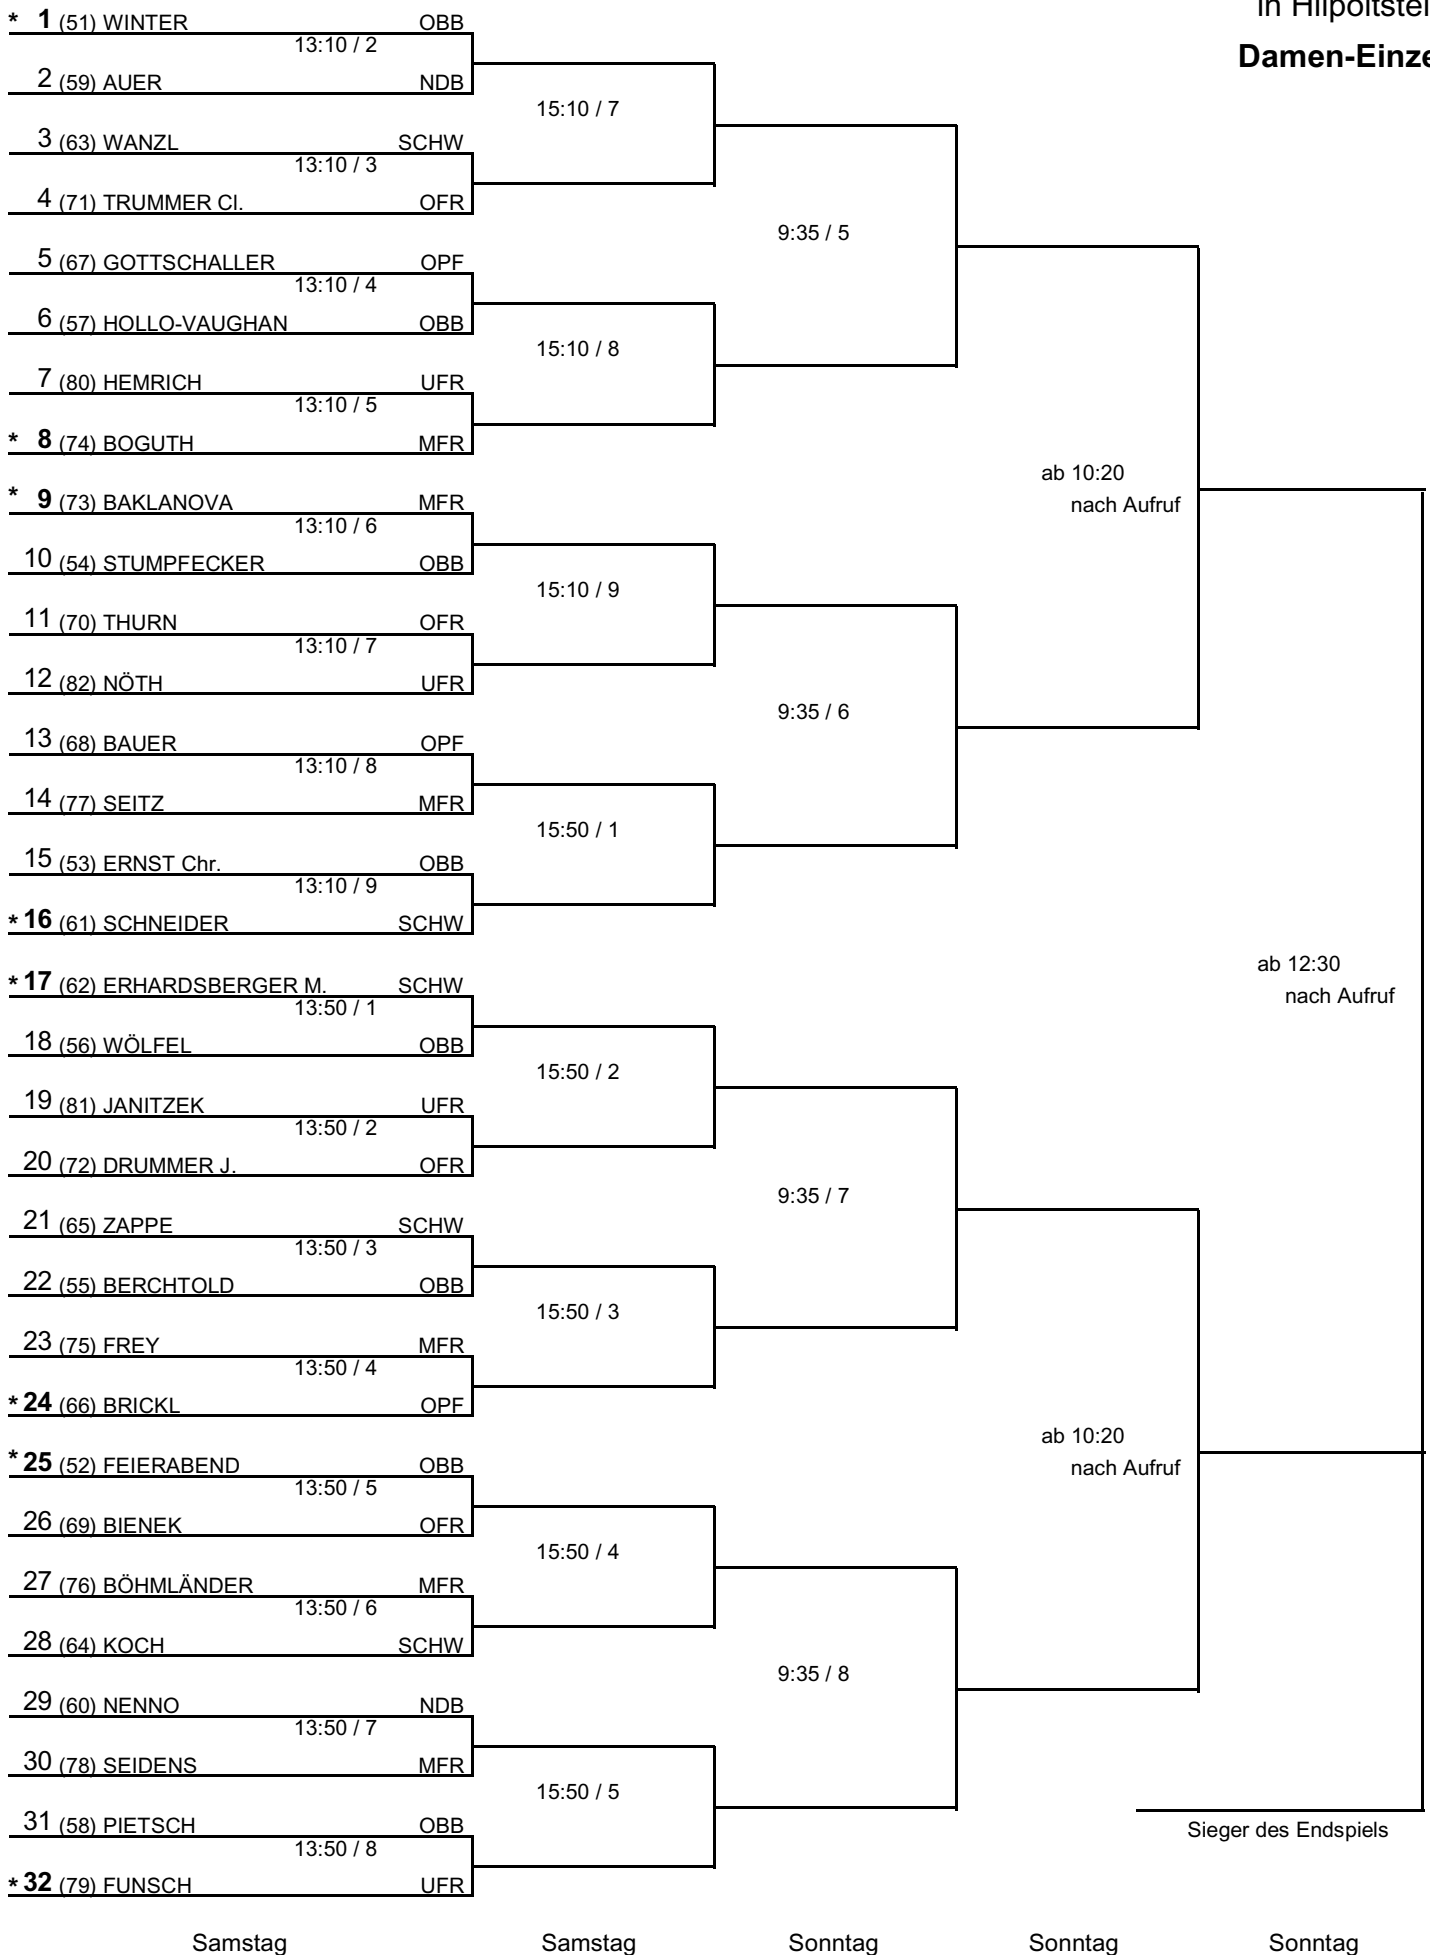 in Hilpoltstei
Damen-Einze
* 1 (51) WINTER OBB
13:10 / 2
2 (59) AUER NDB
15:10 / 7
3 (63) WANZL SCHW
13:10 / 3
4 (71) TRUMMER Cl. OFR
9:35 / 5
5 (67) GOTTSCHALLER OPF
13:10 / 4
6 (57) HOLLO-VAUGHAN OBB
15:10 / 8
7 (80) HEMRICH UFR
13:10 / 5
* 8 (74) BOGUTH MFR
ab 10:20
nach Aufruf
* 9 (73) BAKLANOVA MFR
13:10 / 6
10 (54) STUMPFECKER OBB
15:10 / 9
11 (70) THURN OFR
13:10 / 7
12 (82) NÖTH UFR
9:35 / 6
13 (68) BAUER OPF
13:10 / 8
14 (77) SEITZ MFR
15:50 / 1
15 (53) ERNST Chr. OBB
13:10 / 9
* 16 (61) SCHNEIDER SCHW
ab 12:30
nach Aufruf
* 17 (62) ERHARDSBERGER M. SCHW
13:50 / 1
18 (56) WÖLFEL OBB
15:50 / 2
19 (81) JANITZEK UFR
13:50 / 2
20 (72) DRUMMER J. OFR
9:35 / 7
21 (65) ZAPPE SCHW
13:50 / 3
22 (55) BERCHTOLD OBB
15:50 / 3
23 (75) FREY MFR
13:50 / 4
* 24 (66) BRICKL OPF
ab 10:20
nach Aufruf
* 25 (52) FEIERABEND OBB
13:50 / 5
26 (69) BIENEK OFR
15:50 / 4
27 (76) BÖHMLÄNDER MFR
13:50 / 6
28 (64) KOCH SCHW
9:35 / 8
29 (60) NENNO NDB
13:50 / 7
30 (78) SEIDENS MFR
15:50 / 5
31 (58) PIETSCH OBB
13:50 / 8
* 32 (79) FUNSCH UFR
Sieger des Endspiels
Samstag Samstag Sonntag Sonntag Sonntag